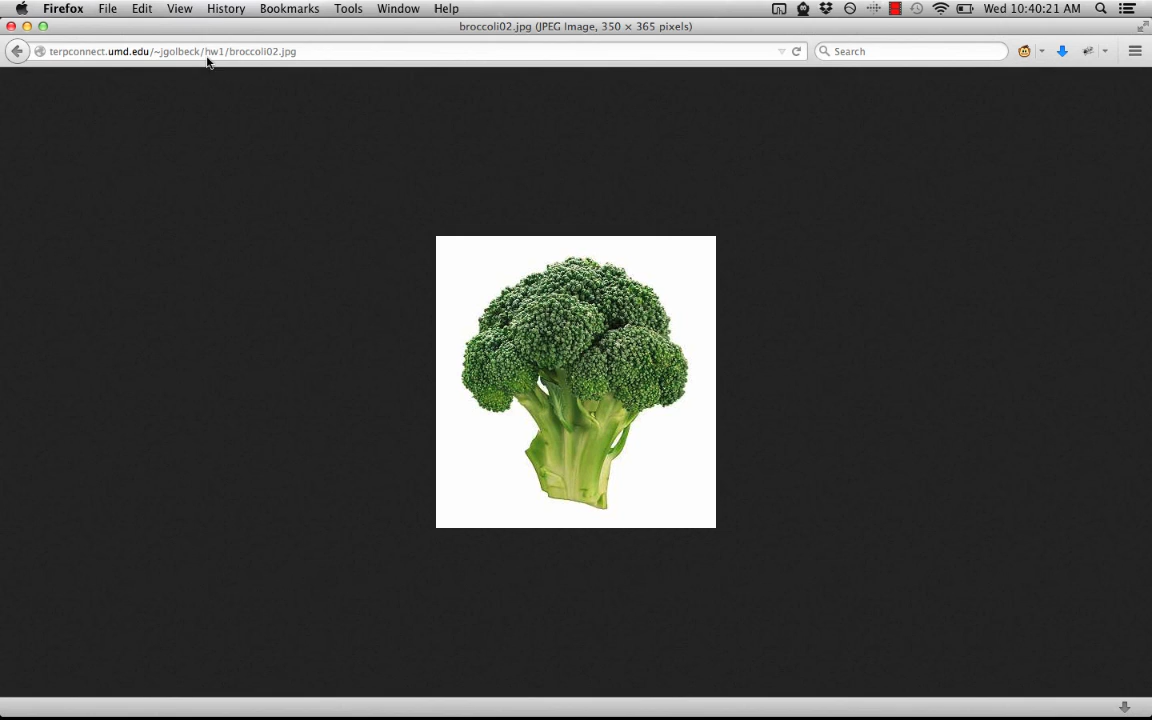 Firefox File Edit View History Bookmarks Tools Window Help Wed 10:40:21 AM
broccoli02.jpg (JPEG Image, 350 × 365 pixels)
terpconnect.umd.edu/~jgolbeck/hw1/broccoli02.jpg Search